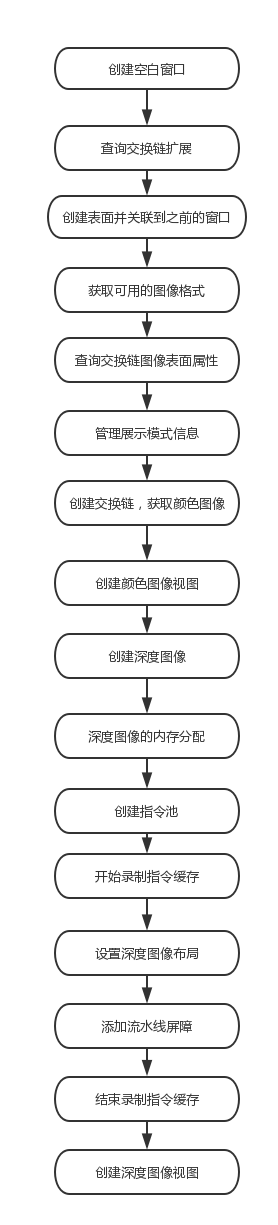 创建空白窗口
查询交换链扩展
创建表面并关联到之前的窗口
获取可用的图像格式
查询交换链图像表面属性
管理展示模式信息
创建交换链，获取颜色图像
创建颜色图像视图
创建深度图像
深度图像的内存分配
创建指令池
开始录制指令缓存
设置深度图像布局
添加流水线屏障
结束录制指令缓存
创建深度图像视图